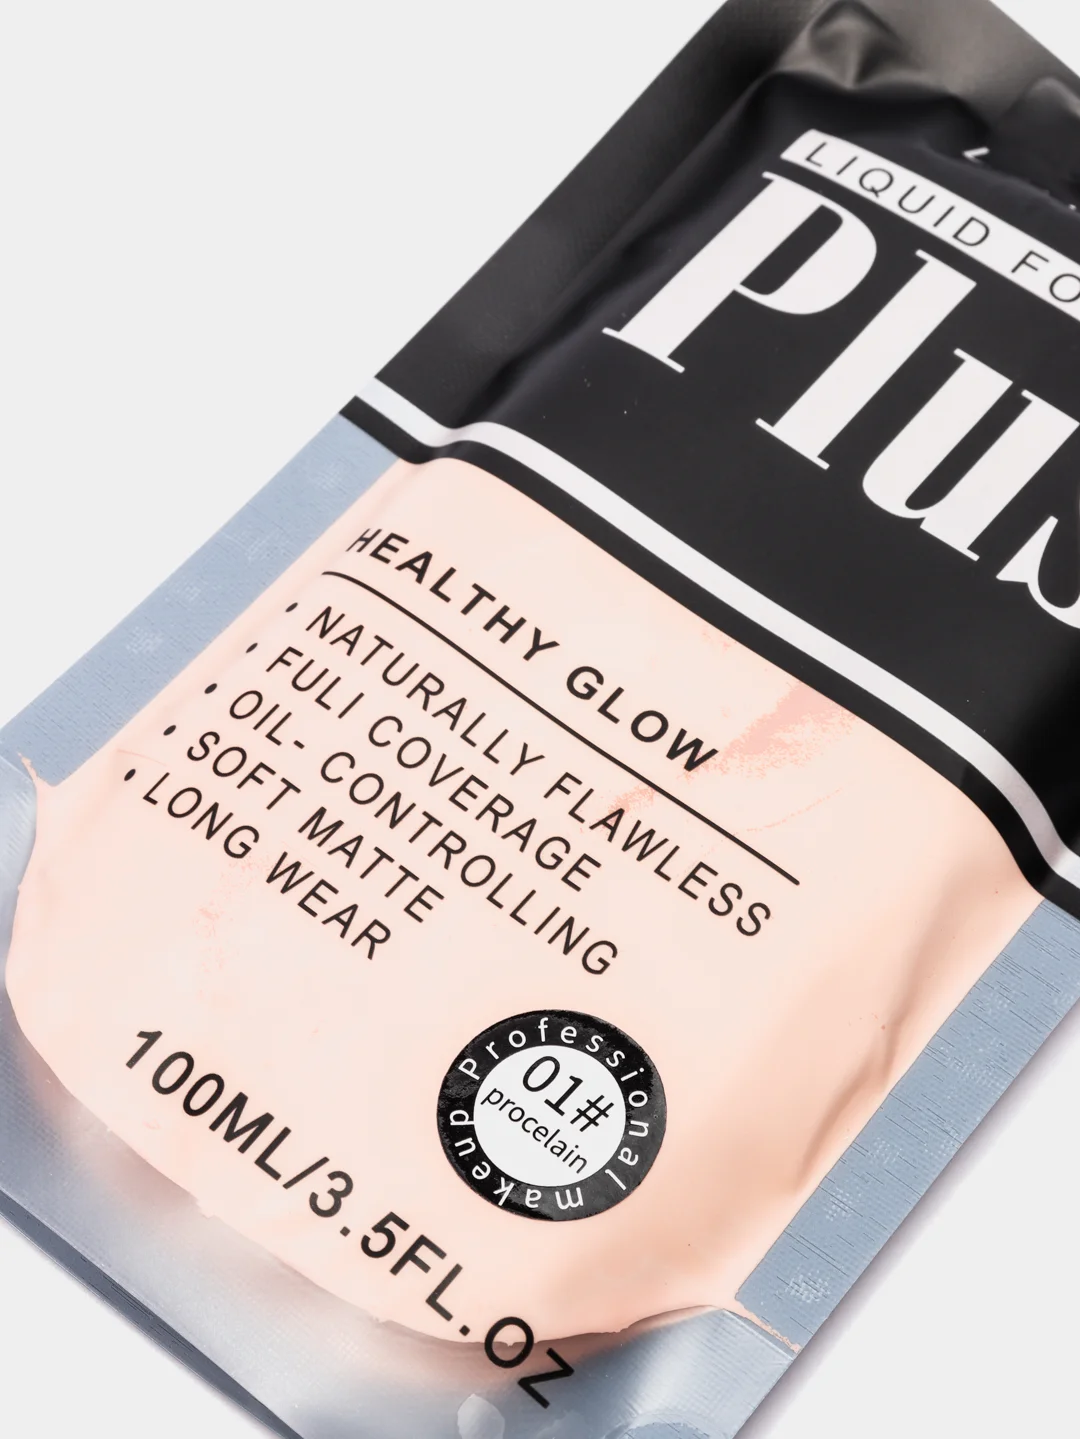 LIQUID FO
Plus
HEALTHY GLOW
• NATURALLY FLAWLESS
• FULI COVERAGE
• OIL- CONTROLLING
• SOFT MATTE
• LONG WEAR
Professional makeup
01#
procelain
100ML/3.5FL.OZ